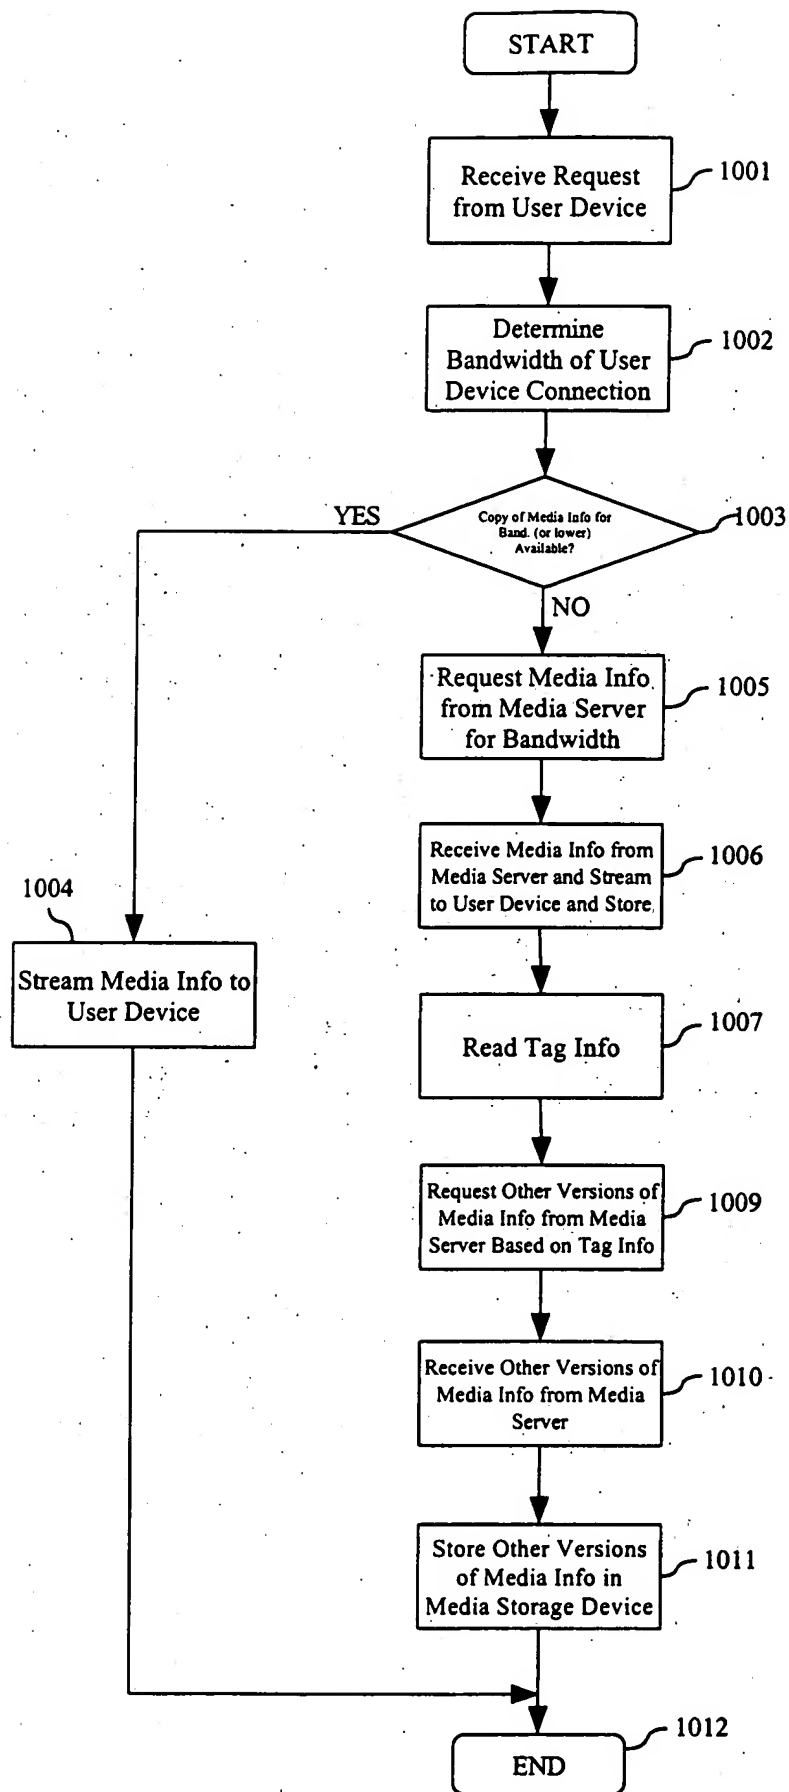 START
Receive Request
from User Device
1001
Determine
Bandwidth of User
Device Connection
1002
YES
Copy of Media Info for
Band. (or lower)
Available?
1003
NO
Request Media Info
from Media Server
for Bandwidth
1005
Receive Media Info from
Media Server and Stream
to User Device and Store
1006
1004
Stream Media Info to
User Device
Read Tag Info
1007
Request Other Versions of
Media Info from Media
Server Based on Tag Info
1009
Receive Other Versions of
Media Info from Media
Server
1010
Store Other Versions
of Media Info in
Media Storage Device
1011
1012
END